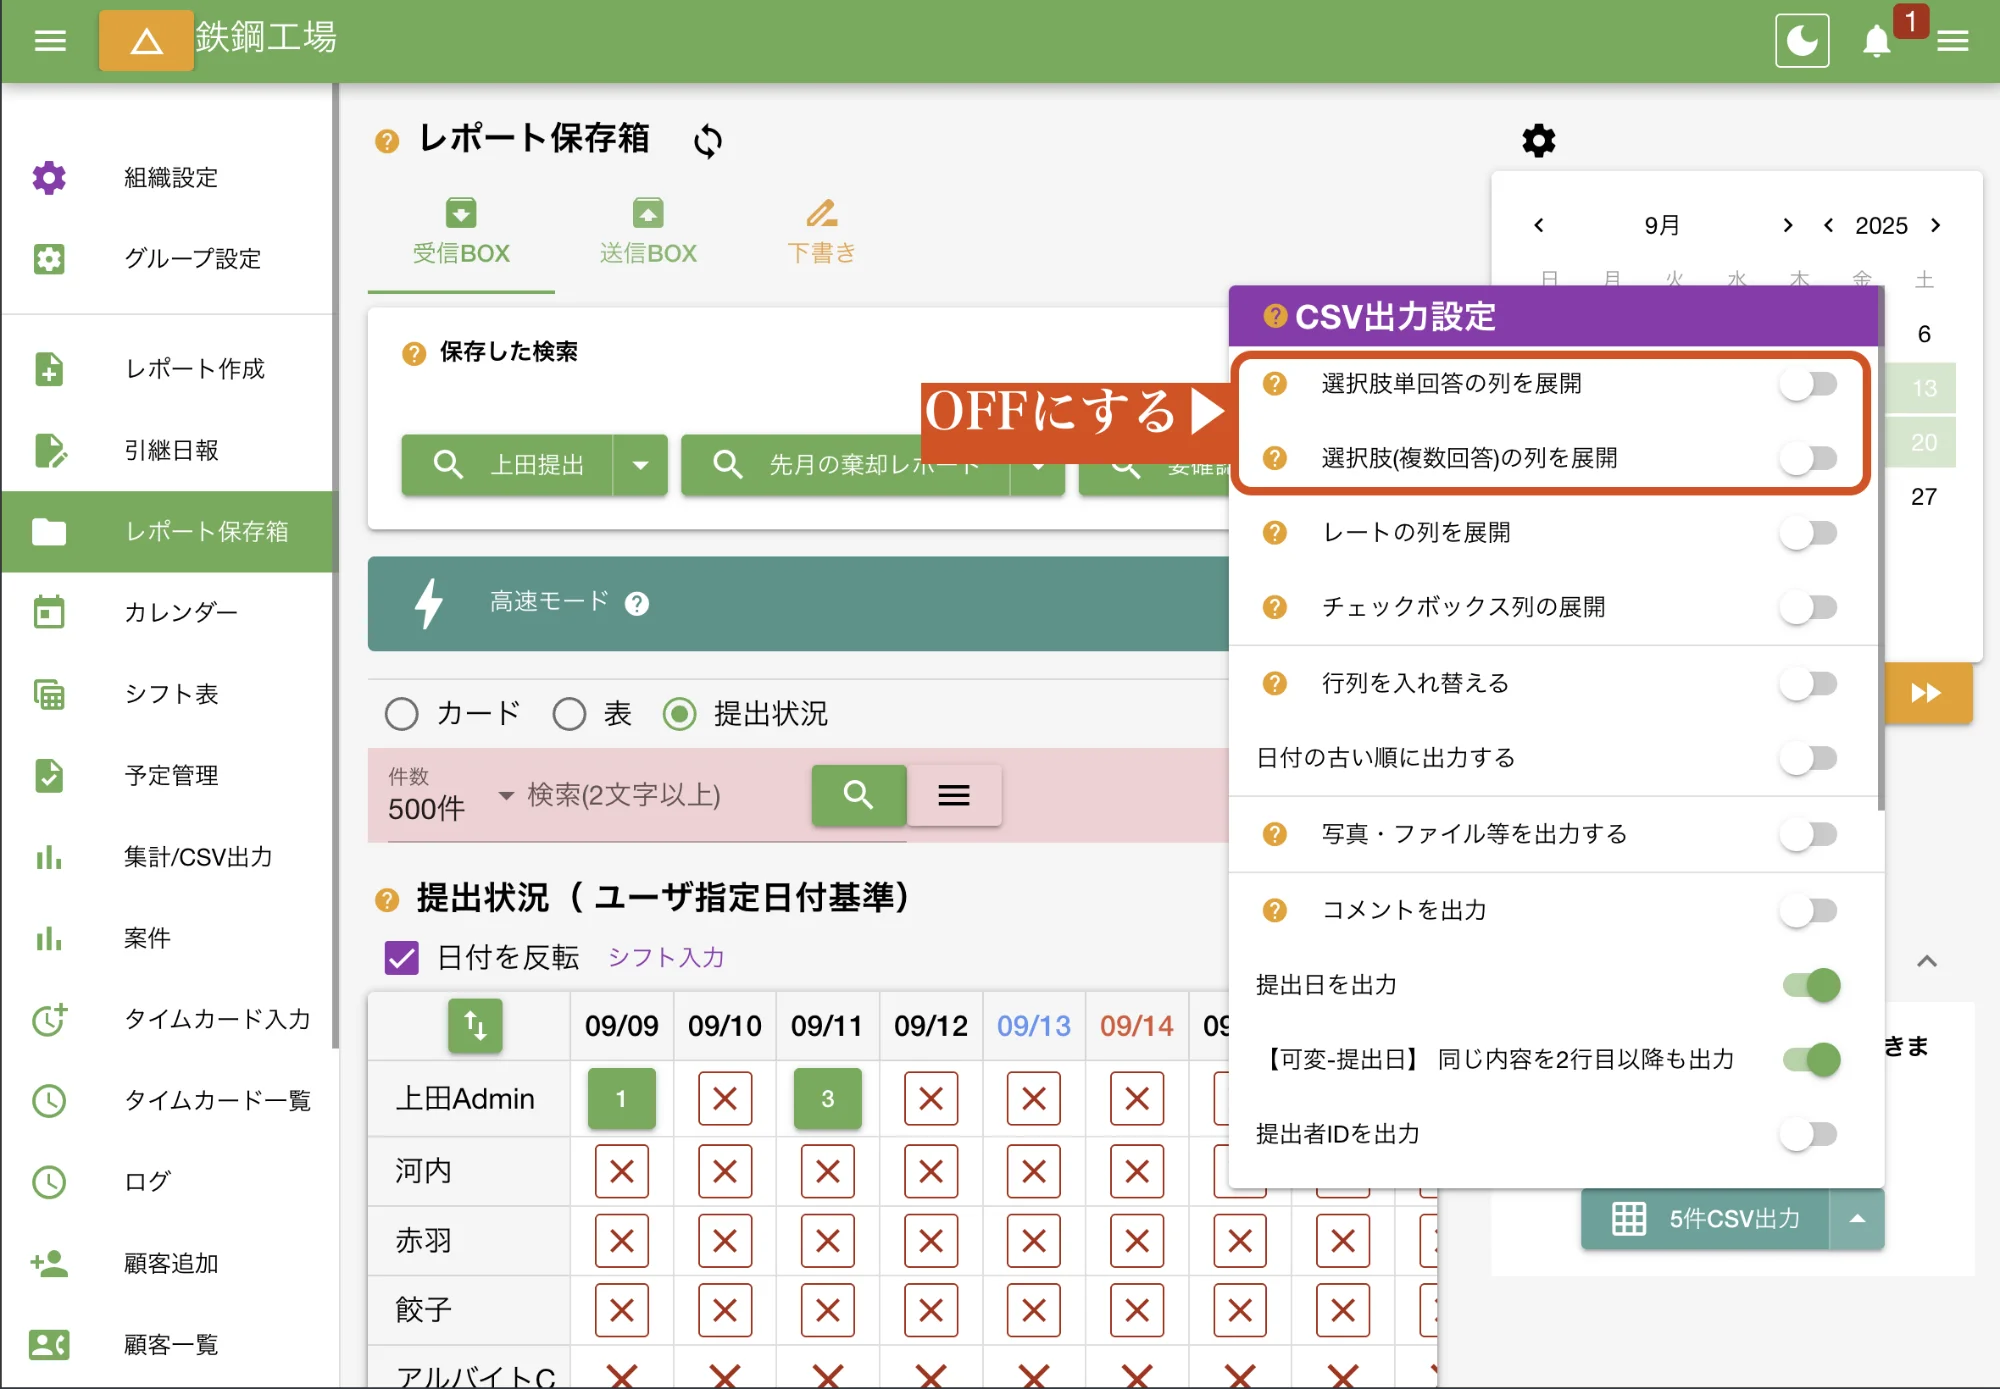 鉄鋼工場
1
組織設定
グループ設定
レポート作成
引継日報
レポート保存箱
カレンダー
シフト表
予定管理
集計/CSV出力
案件
タイムカード入力
タイムカード一覧
ログ
顧客追加
顧客一覧
レポート保存箱
受信BOX
送信BOX
下書き
保存した検索
上田提出
先月の棄却レポート
OFFにする▶
高速モード
カード
表
提出状況
件数
500件
検索(2文字以上)
提出状況（ ユーザ指定日付基準）
日付を反転
シフト入力
09/09 09/10 09/11 09/12 09/13 09/14
上田Admin 1 3
河内
赤羽
餃子
アルバイトC
9月 2025
日 月 火 水 木 金 土
6
13
20
27
CSV出力設定
選択肢単回答の列を展開
選択肢(複数回答)の列を展開
レートの列を展開
チェックボックス列の展開
行列を入れ替える
日付の古い順に出力する
写真・ファイル等を出力する
コメントを出力
提出日を出力
【可変-提出日】 同じ内容を2行目以降も出力
提出者IDを出力
きま
5件CSV出力